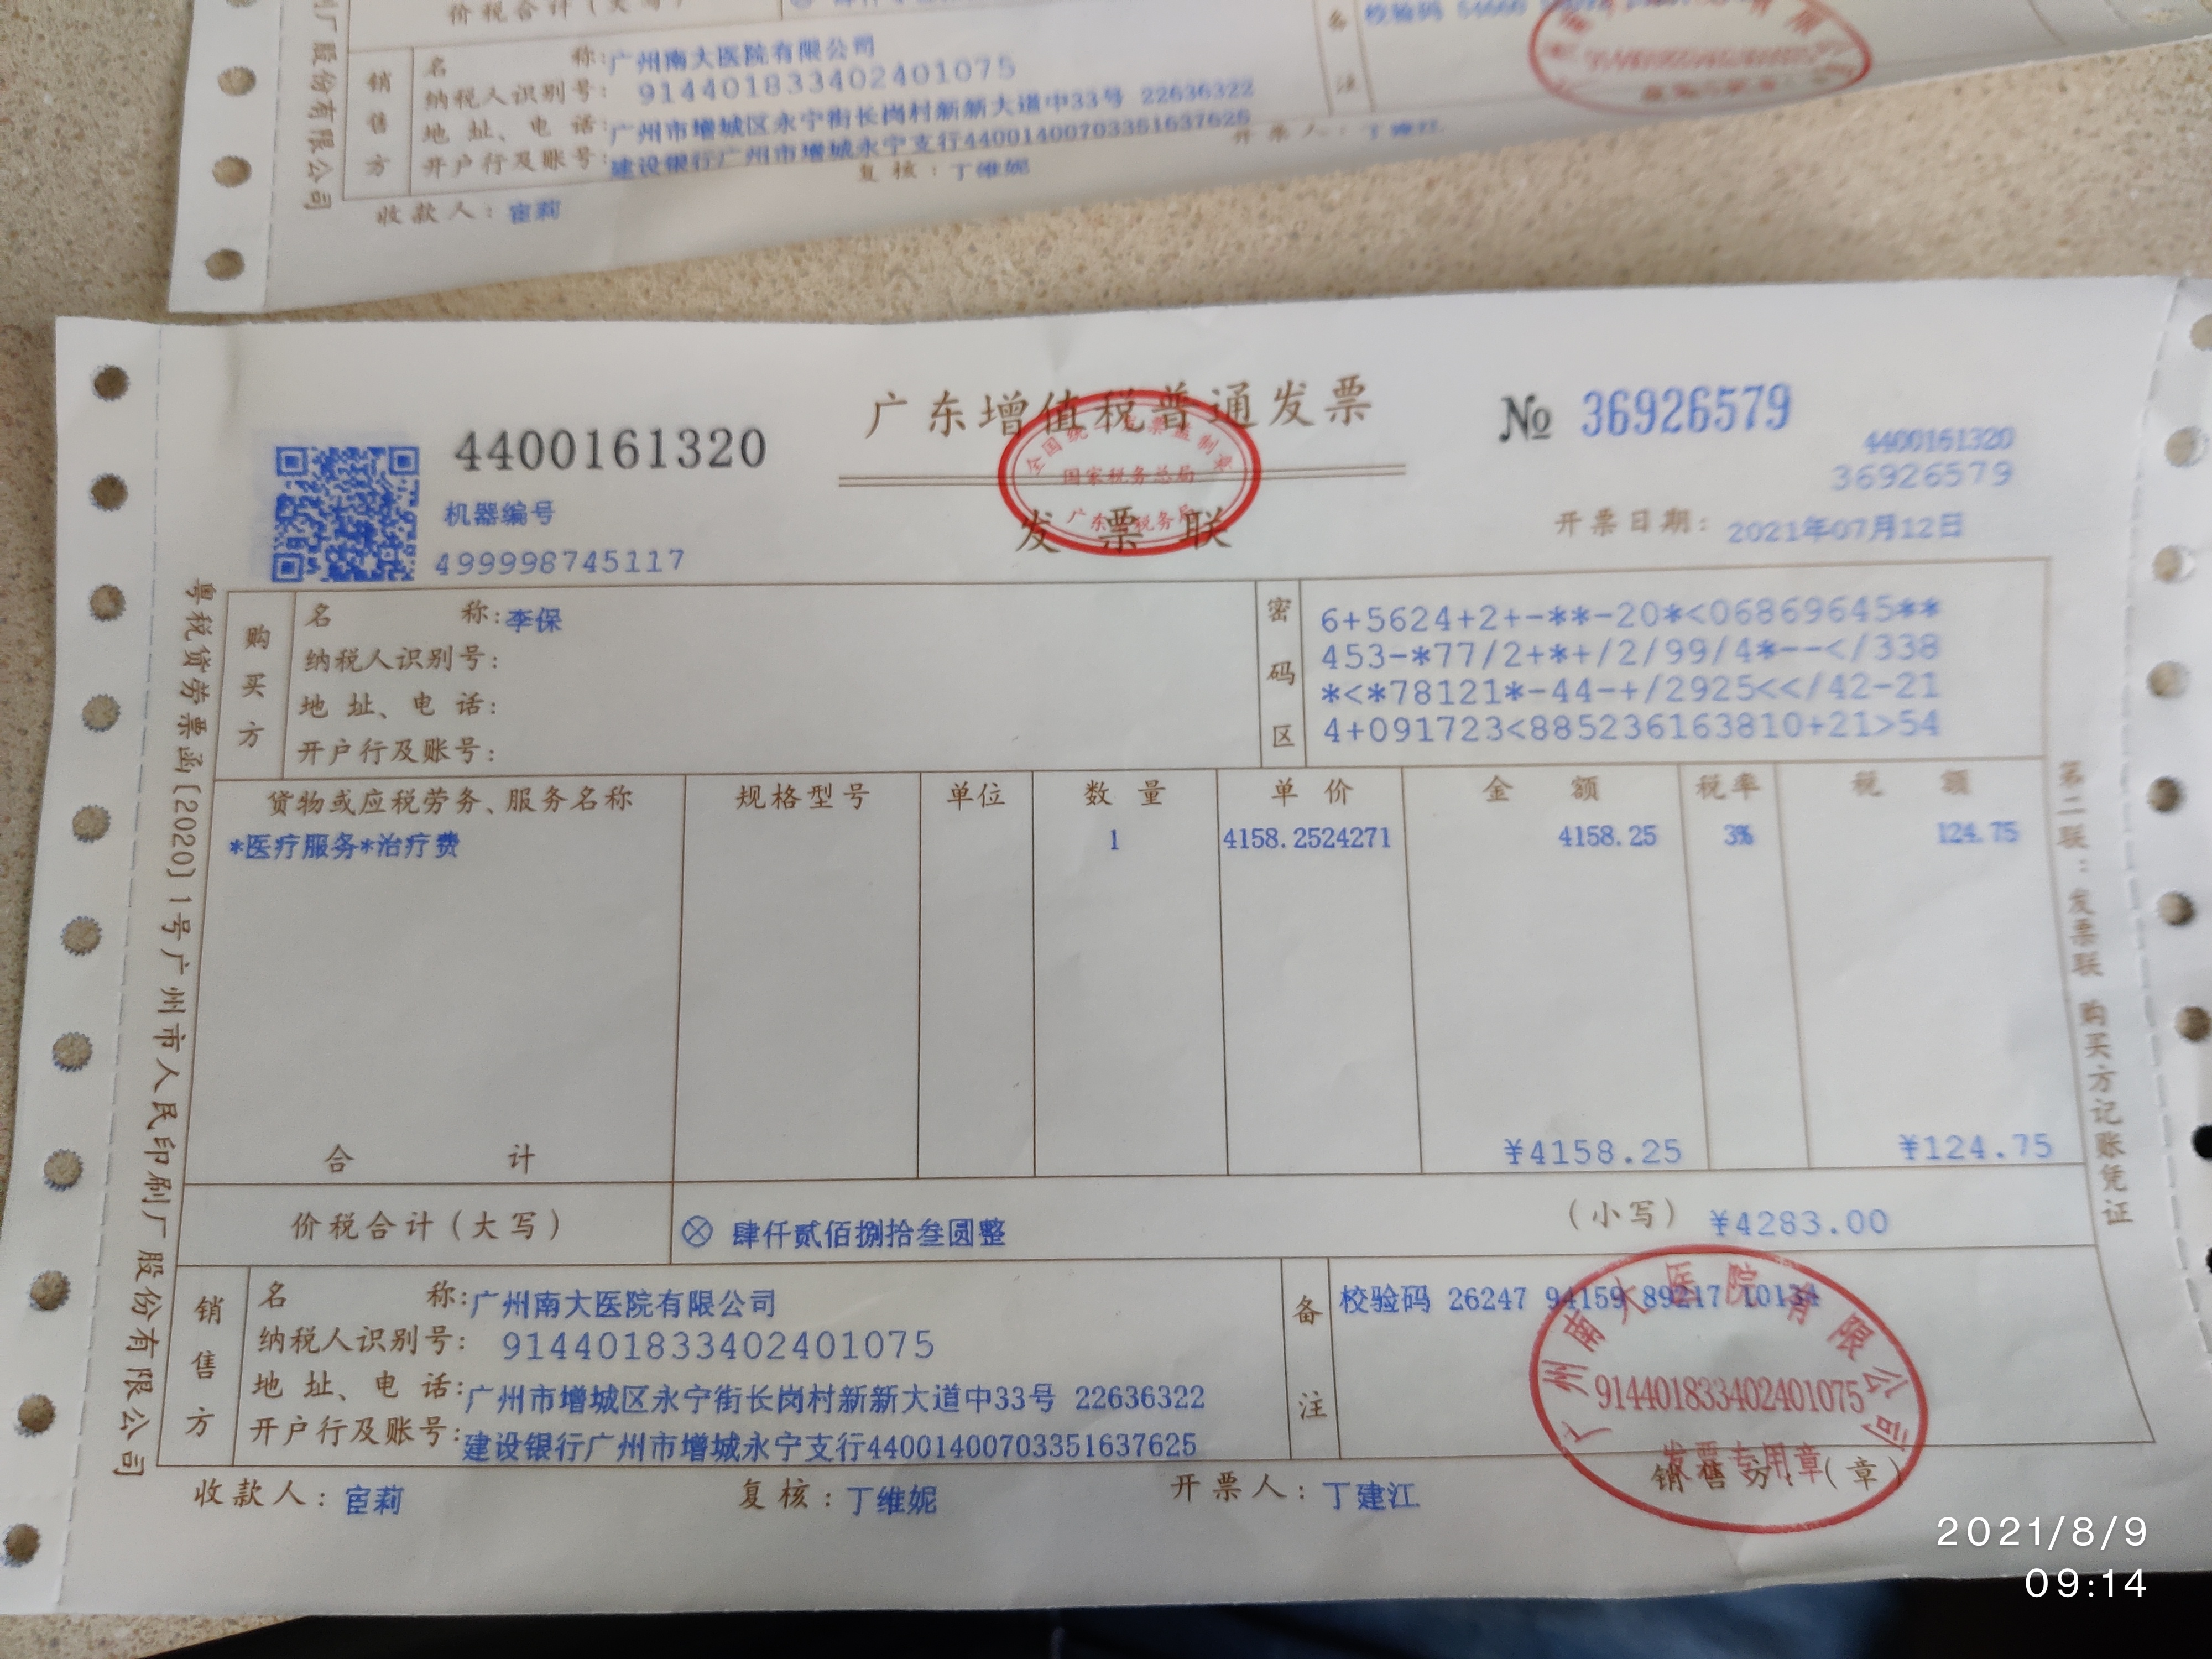 价税合计(大写)
校验码
名称:广州南大医院有限公司
纳税人识别号: 914401833402401075
地址、电话:广州市增城区永宁街长岗村新新大道中33号 22636322
开户行及账号:建设银行广州市增城永宁支行44001400703351637625
销售方
备注
收款人:宦莉
复核:丁维妮
开票人:
厂股份有限公司
广东增值税普通发票
发票联
全国统一发票监制章
国家税务总局
广东省税务局
4400161320
机器编号
499998745117
№ 36926579
4400161320
36926579
开票日期: 2021年07月12日
购买方
名称:李保
纳税人识别号:
地址、电话:
开户行及账号:
密码区
6+5624+2+-**-20*<06869645**
453-*77/2+*+/2/99/4*--</338
*<*78121*-44-+/2925<</42-21
4+091723<885236163810+21>54
货物或应税劳务、服务名称 规格型号 单位 数量 单价 金额 税率 税额
*医疗服务*治疗费 1 4158.2524271 4158.25 3% 124.75
合计 ¥4158.25 ¥124.75
价税合计(大写) ⊗ 肆仟贰佰捌拾叁圆整 (小写) ¥4283.00
销售方
名称:广州南大医院有限公司
纳税人识别号: 914401833402401075
地址、电话:广州市增城区永宁街长岗村新新大道中33号 22636322
开户行及账号:建设银行广州市增城永宁支行44001400703351637625
备注
校验码 26247 94159 89217 10134
广州南大医院有限公司
914401833402401075
发票专用章
收款人:宦莉 复核:丁维妮 开票人:丁建江 销售方:(章)
粤税货劳票函[2020]1号广州市人民印刷厂股份有限公司
第二联:发票联 购买方记账凭证
2021/8/9
09:14